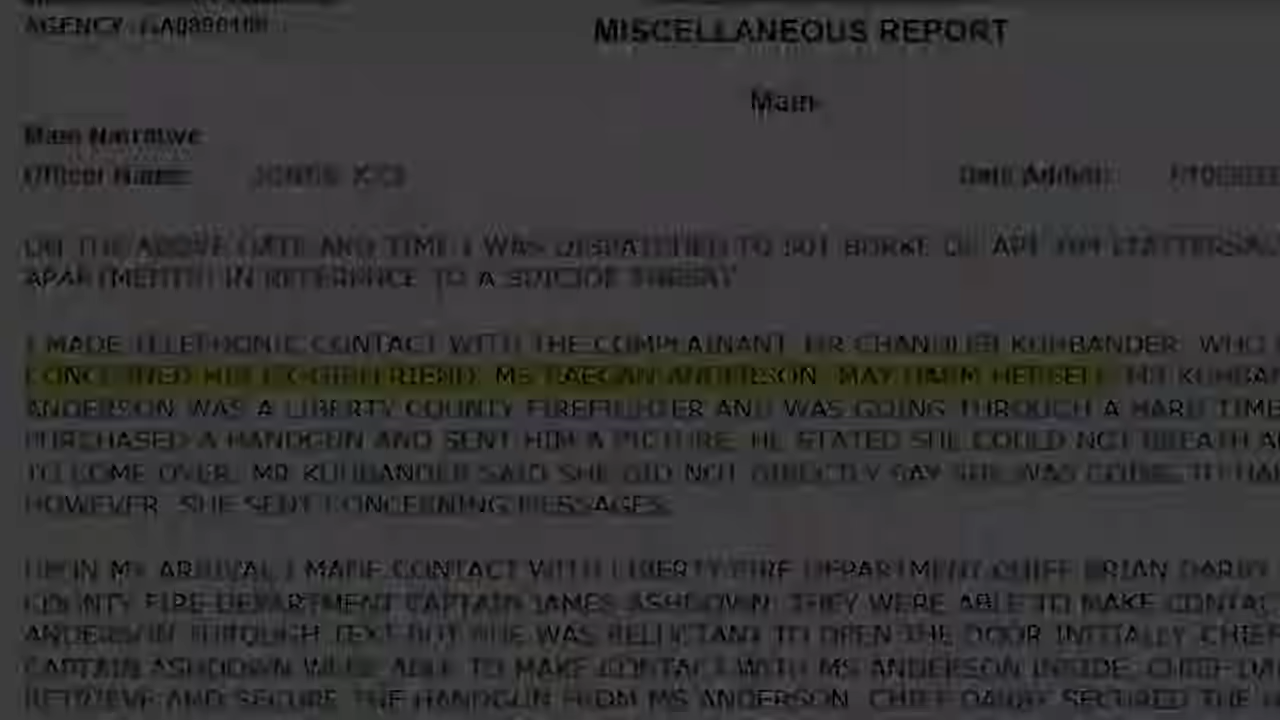 MISCELLANEOUS REPORT
Main
Main Narrative
Officer Name:
Date Added:
ON THE ABOVE DATE AND TIME I WAS DISPATCHED TO APT
APARTMENTS) IN REFERENCE TO A SUICIDE THREAT
I MADE TELEPHONIC CONTACT WITH THE COMPLAINANT, MR CHANDLER KUHBANDER, WHO
CONCERNED HIS EX-GIRLFRIEND, MS RAEGAN ANDERSON, MAY HARM HERSELF. MR
ANDERSON WAS A LIBERTY COUNTY FIREFIGHTER AND WAS GOING THROUGH A HARD TIME
PURCHASED A HANDGUN AND SENT HIM A PICTURE. HE STATED SHE COULD NOT BREATH
TO COME OVER. MR KUHBANDER SAID SHE DID NOT DIRECTLY SAY SHE WAS GOING TO
HOWEVER, SHE SENT CONCERNING MESSAGES.
UPON MY ARRIVAL I MADE CONTACT WITH LIBERTY FIRE DEPARTMENT CHIEF BRIAN DARBY
COUNTY FIRE DEPARTMENT CAPTAIN JAMES ASHDOWN. THEY WERE ABLE TO MAKE
ANDERSON THROUGH TEXT BUT SHE WAS RELUCTANT TO OPEN THE DOOR INITIALLY. CHIEF
CAPTAIN ASHDOWN WERE ABLE TO MAKE CONTACT WITH MS ANDERSON INSIDE. CHIEF
RETRIEVE AND SECURE THE HANDGUN FROM MS ANDERSON. CHIEF DARBY SECURED THE